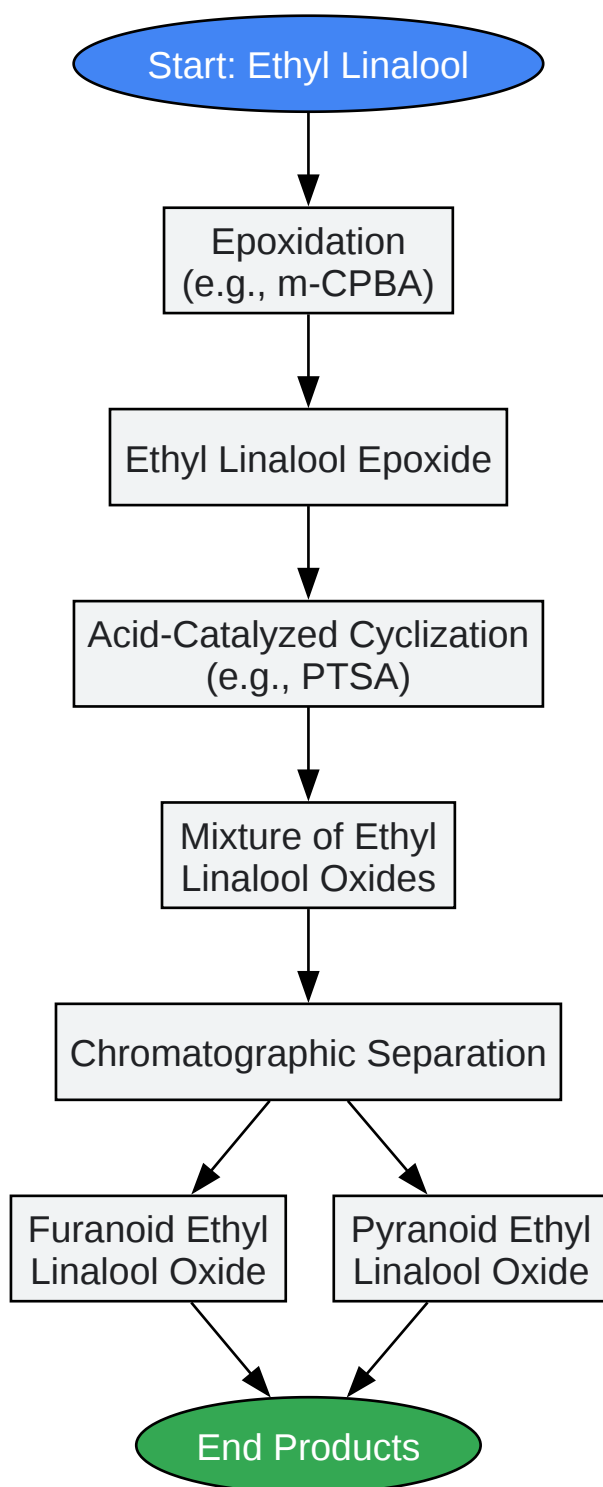 Start: Ethyl Linalool
Epoxidation
(e.g., m-CPBA)
Ethyl Linalool Epoxide
Acid-Catalyzed Cyclization
(e.g., PTSA)
Mixture of Ethyl
Linalool Oxides
Chromatographic Separation
Furanoid Ethyl
Linalool Oxide
Pyranoid Ethyl
Linalool Oxide
End Products